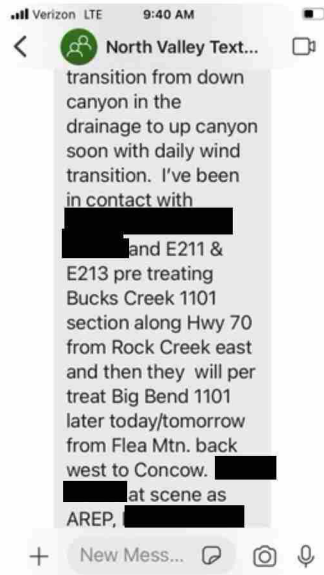 Verizon LTE 9:40 AM
North Valley Text...
transition from down
canyon in the
drainage to up canyon
soon with daily wind
transition. I've been
in contact with
and E211 &
E213 pre treating
Bucks Creek 1101
section along Hwy 70
from Rock Creek east
and then they will per
treat Big Bend 1101
later today/tomorrow
from Flea Mtn. back
west to Concow.
at scene as
AREP,
New Mess...